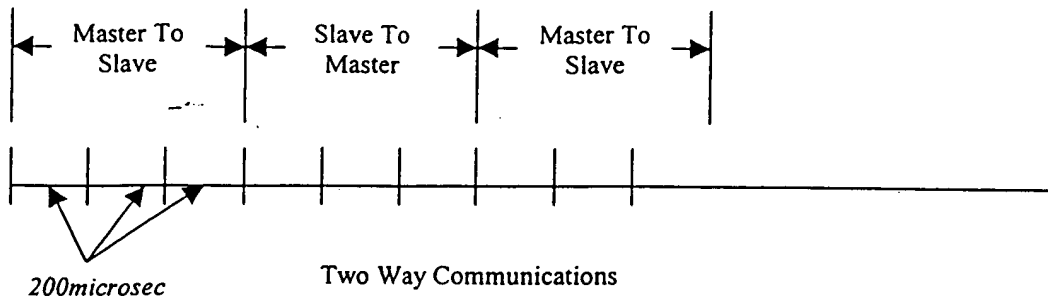 Master To
Slave
Slave To
Master
Master To
Slave
200microsec
Two Way Communications